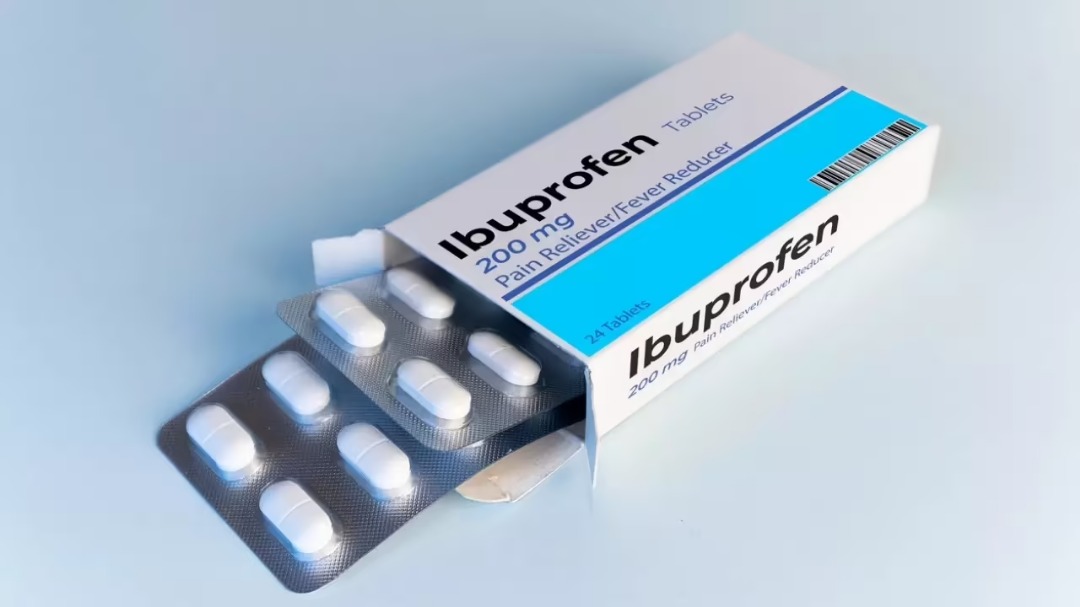 Ibuprofen Tablets
200 mg
Pain Reliever/Fever Reducer
24 Tablets
Ibuprofen
200 mg Pain Reliever/Fever Reducer